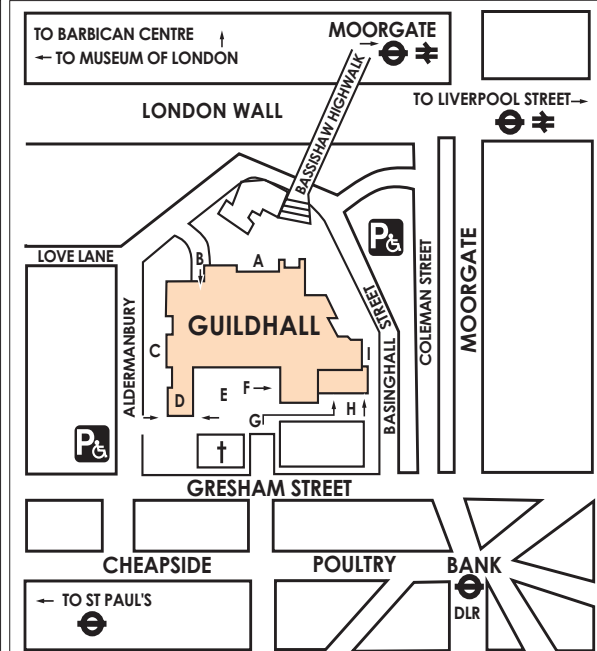 TO BARBICAN CENTRE ↑
← TO MUSEUM OF LONDON
MOORGATE
→
LONDON WALL
BASSISHAW HIGHWALK
TO LIVERPOOL STREET→
LOVE LANE
ALDERMANBURY
B
A
GUILDHALL
C
D
E
F →
G
H
I
P
BASINGHALL STREET
COLEMAN STREET
MOORGATE
P
GRESHAM STREET
CHEAPSIDE
POULTRY
BANK
DLR
← TO ST PAUL'S